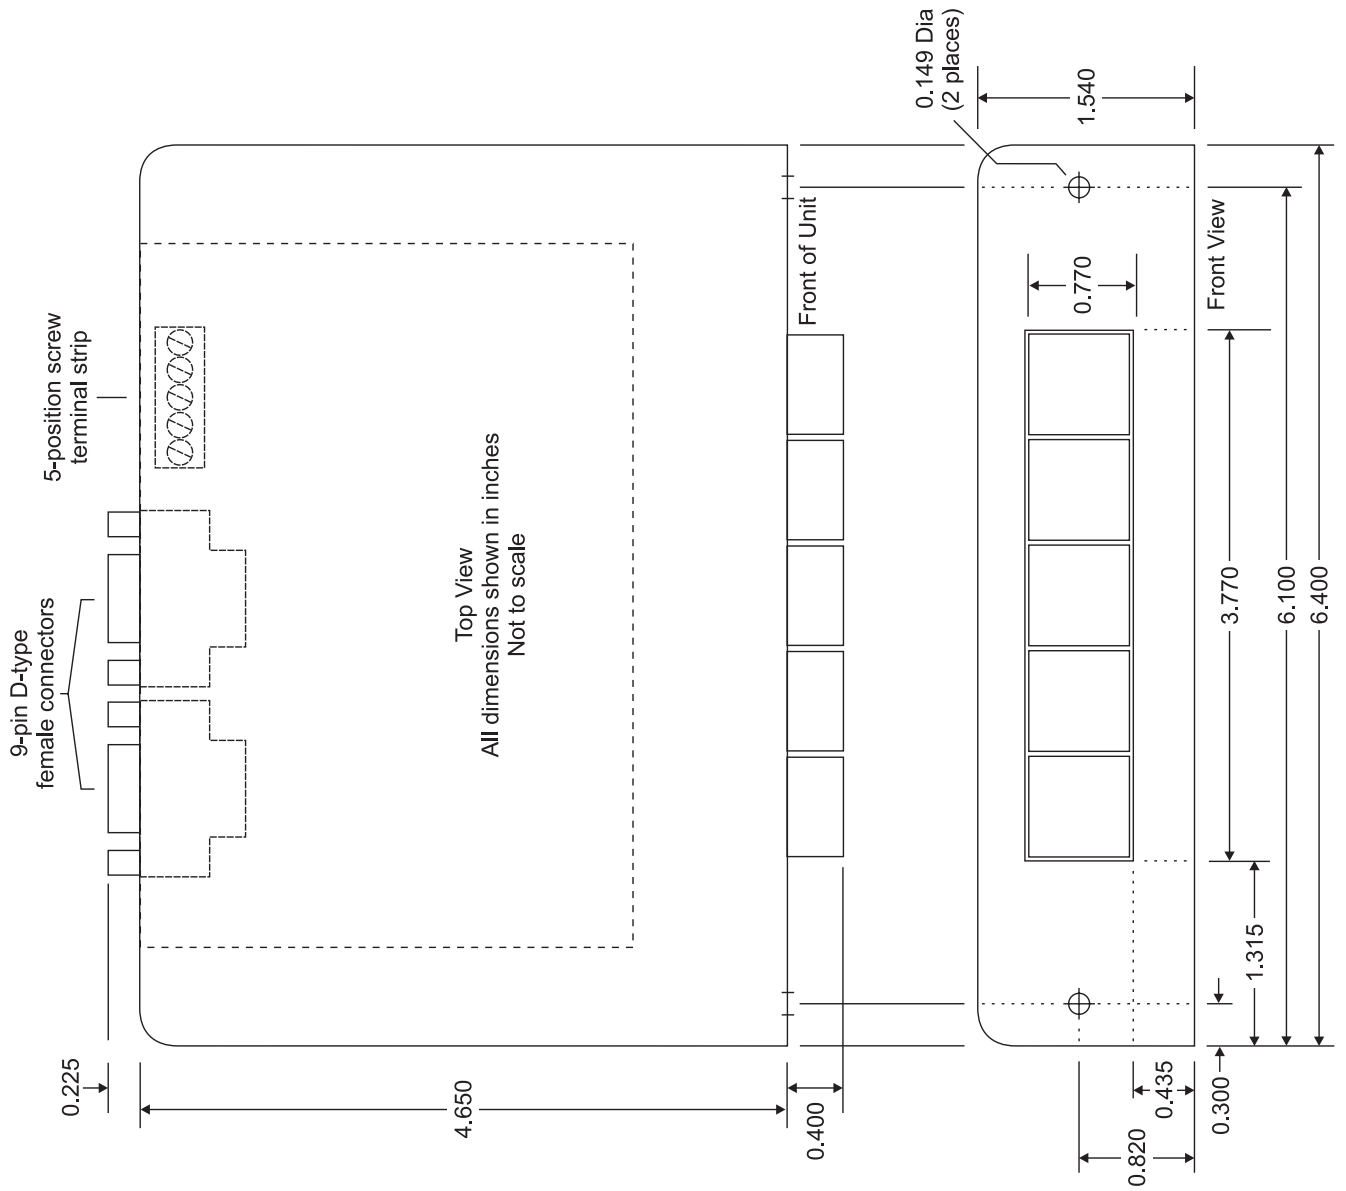 9-pin D-type
female connectors
5-position screw
terminal strip
Top View
All dimensions shown in inches
Not to scale
Front of Unit
0.225
4.650
0.400
0.149 Dia
(2 places)
1.540
0.770
Front View
3.770
6.100
6.400
1.315
0.300
0.435
0.820